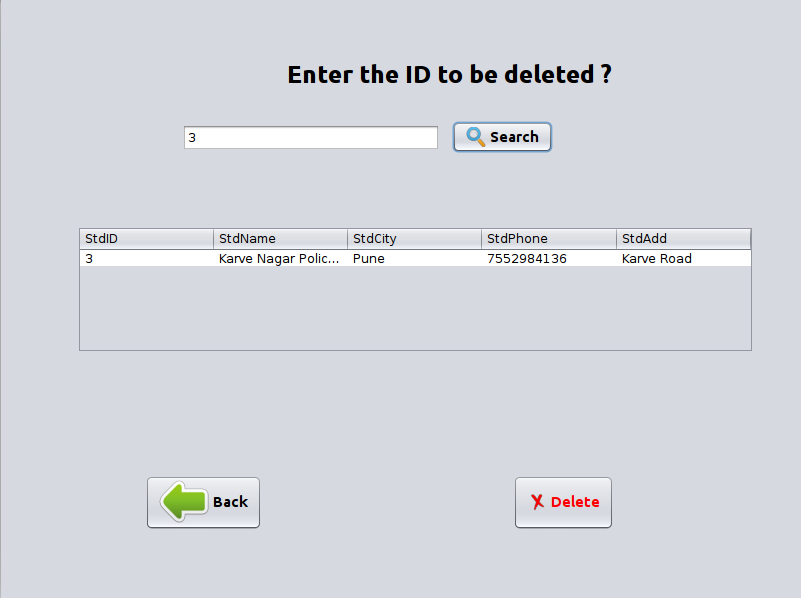 Enter the ID to be deleted ?
3 Search
StdID StdName StdCity StdPhone StdAdd
3 Karve Nagar Polic... Pune 7552984136 Karve Road
Back Delete